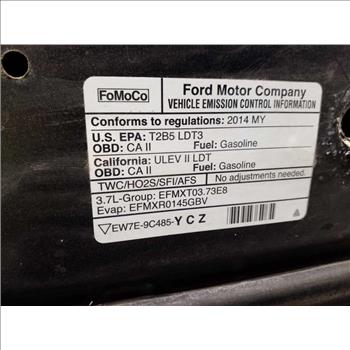 FoMoCo
Ford Motor Company
VEHICLE EMISSION CONTROL INFORMATION
Conforms to regulations: 2014 MY
U.S. EPA: T2B5 LDT3
OBD: CA II Fuel: Gasoline
California: ULEV II LDT
OBD: CA II Fuel: Gasoline
TWC/HO2S/SFI/AFS No adjustments needed.
3.7L-Group: EFMXT03.73E8
Evap: EFMXR0145GBV
EW7E-9C485-Y C Z